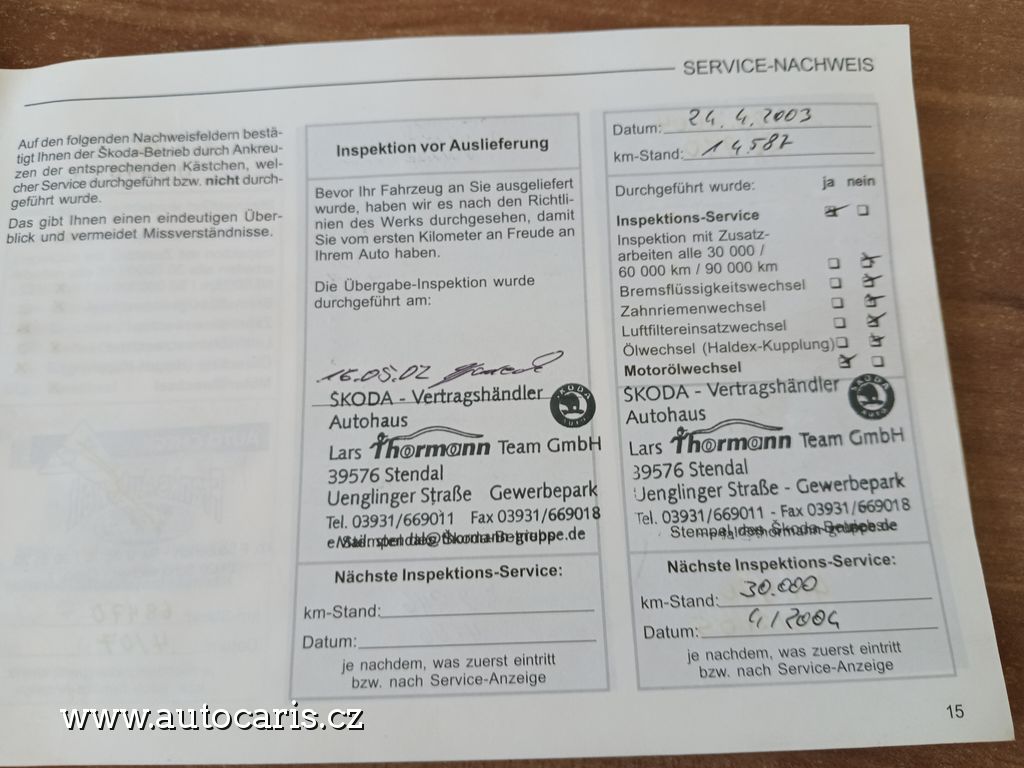 SERVICE-NACHWEIS
Auf den folgenden Nachweisfeldern bestä-
tigt Ihnen der Škoda-Betrieb durch Ankreu-
zen der entsprechenden Kästchen, wel-
cher Service durchgeführt bzw. nicht durch-
geführt wurde.
Das gibt Ihnen einen eindeutigen Über-
blick und vermeidet Missverständnisse.
Inspektion vor Auslieferung
Bevor Ihr Fahrzeug an Sie ausgeliefert
wurde, haben wir es nach den Richtli-
nien des Werks durchgesehen, damit
Sie vom ersten Kilometer an Freude an
Ihrem Auto haben.
Die Übergabe-Inspektion wurde
durchgeführt am:
16.05.02
ŠKODA - Vertragshändler
Autohaus
Lars Thormann Team GmbH
39576 Stendal
Uenglinger Straße Gewerbepark
Tel. 03931/669011 Fax 03931/669018
Nächste Inspektions-Service:
km-Stand:
Datum:
je nachdem, was zuerst eintritt
bzw. nach Service-Anzeige
Datum: 24.4.2003
km-Stand: 14.587
Durchgeführt wurde: ja nein
Inspektions-Service
Inspektion mit Zusatz-
arbeiten alle 30 000 /
60 000 km / 90 000 km
Bremsflüssigkeitswechsel
Zahnriemenwechsel
Luftfiltereinsatzwechsel
Ölwechsel (Haldex-Kupplung)
Motorölwechsel
ŠKODA - Vertragshändler
Autohaus
Lars Thormann Team GmbH
39576 Stendal
Uenglinger Straße - Gewerbepark
Tel. 03931/669011 - Fax 03931/669018
Nächste Inspektions-Service:
km-Stand: 30.000
Datum: 4/2004
je nachdem, was zuerst eintritt
bzw. nach Service-Anzeige
15
www.autocaris.cz